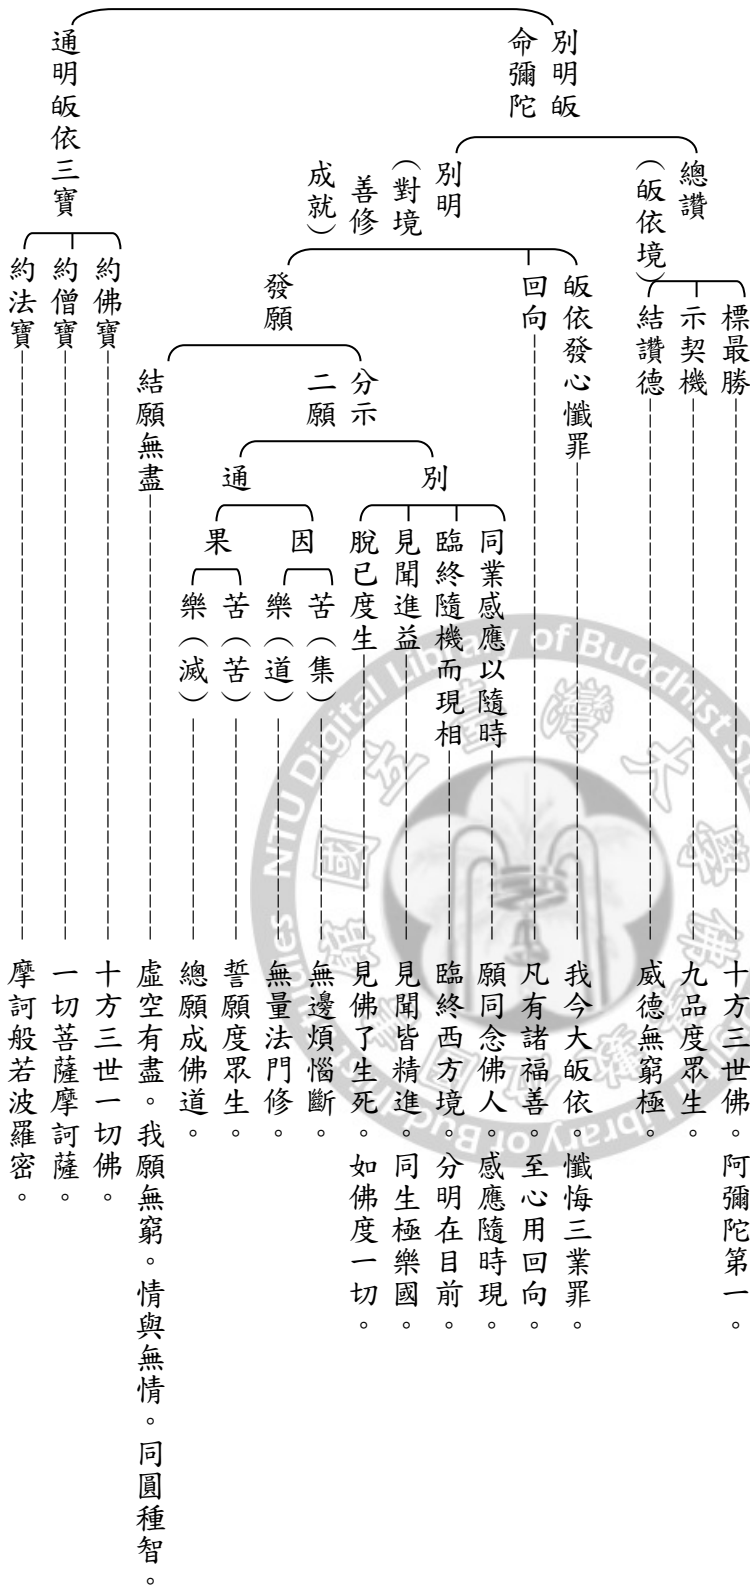 別明皈
命彌陀
總讚
(皈依境)
標最勝
十方三世佛。阿彌陀第一。
示契機
九品度眾生。
結讚德
威德無窮極。
別明
(對境
善修
成就)
皈依發心懺罪
我今大皈依。懺悔三業罪。
回向
凡有諸福善。至心用回向。
發願
分示
二願
別
同業感應以隨時
願同念佛人。感應隨時現。
臨終隨機而現相
臨終西方境。分明在目前。
見聞進益
見聞皆精進。同生極樂國。
脫已度生
見佛了生死。如佛度一切。
通
因
苦(集)
無邊煩惱斷。
樂(道)
無量法門修。
果
苦(苦)
誓願度眾生。
樂(滅)
總願成佛道。
結願無盡
虛空有盡。我願無窮。情與無情。同圓種智。
通明皈依三寶
約佛寶
十方三世一切佛。
約僧寶
一切菩薩摩訶薩。
約法寶
摩訶般若波羅密。
NTU Digital Library of Buddhist Studies
國立臺灣大學